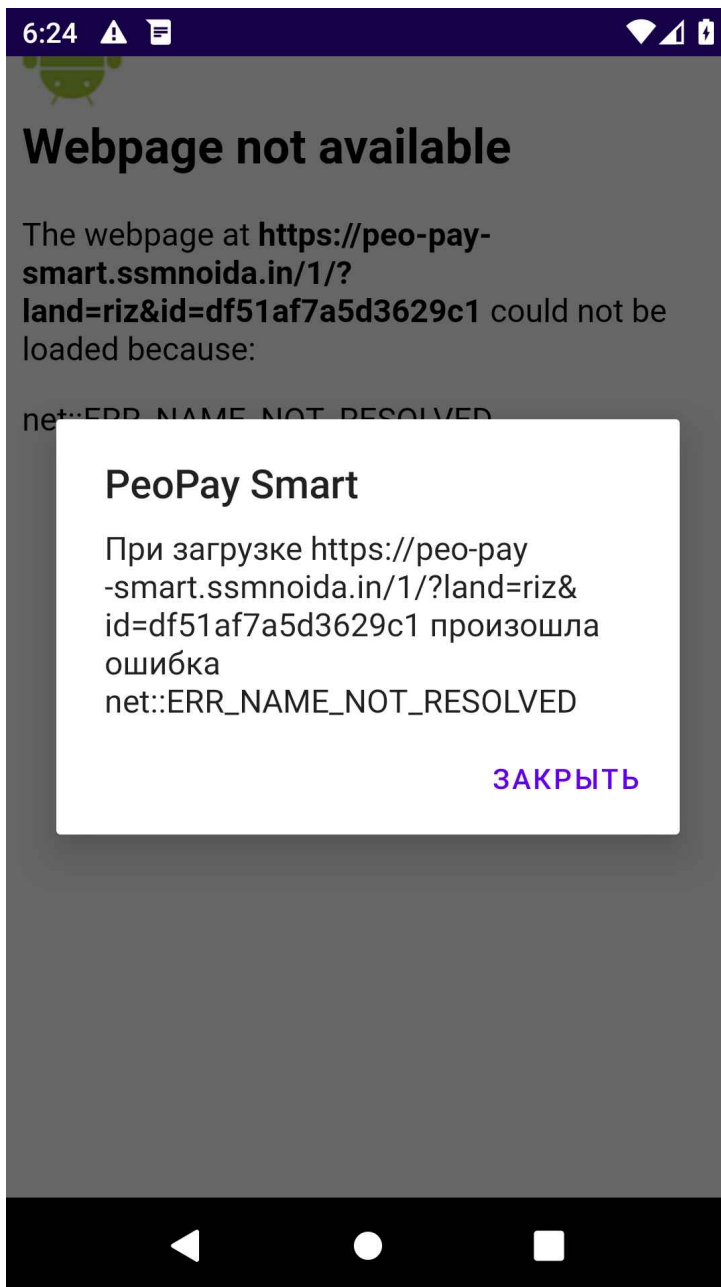 6:24
Webpage not available
The webpage at https://peo-pay-
smart.ssmnoida.in/1/?
land=riz&id=df51af7a5d3629c1 could not be
loaded because:
net::ERR_NAME_NOT_RESOLVED
PeoPay Smart
При загрузке https://peo-pay
-smart.ssmnoida.in/1/?land=riz&
id=df51af7a5d3629c1 произошла
ошибка
net::ERR_NAME_NOT_RESOLVED
ЗАКРЫТЬ